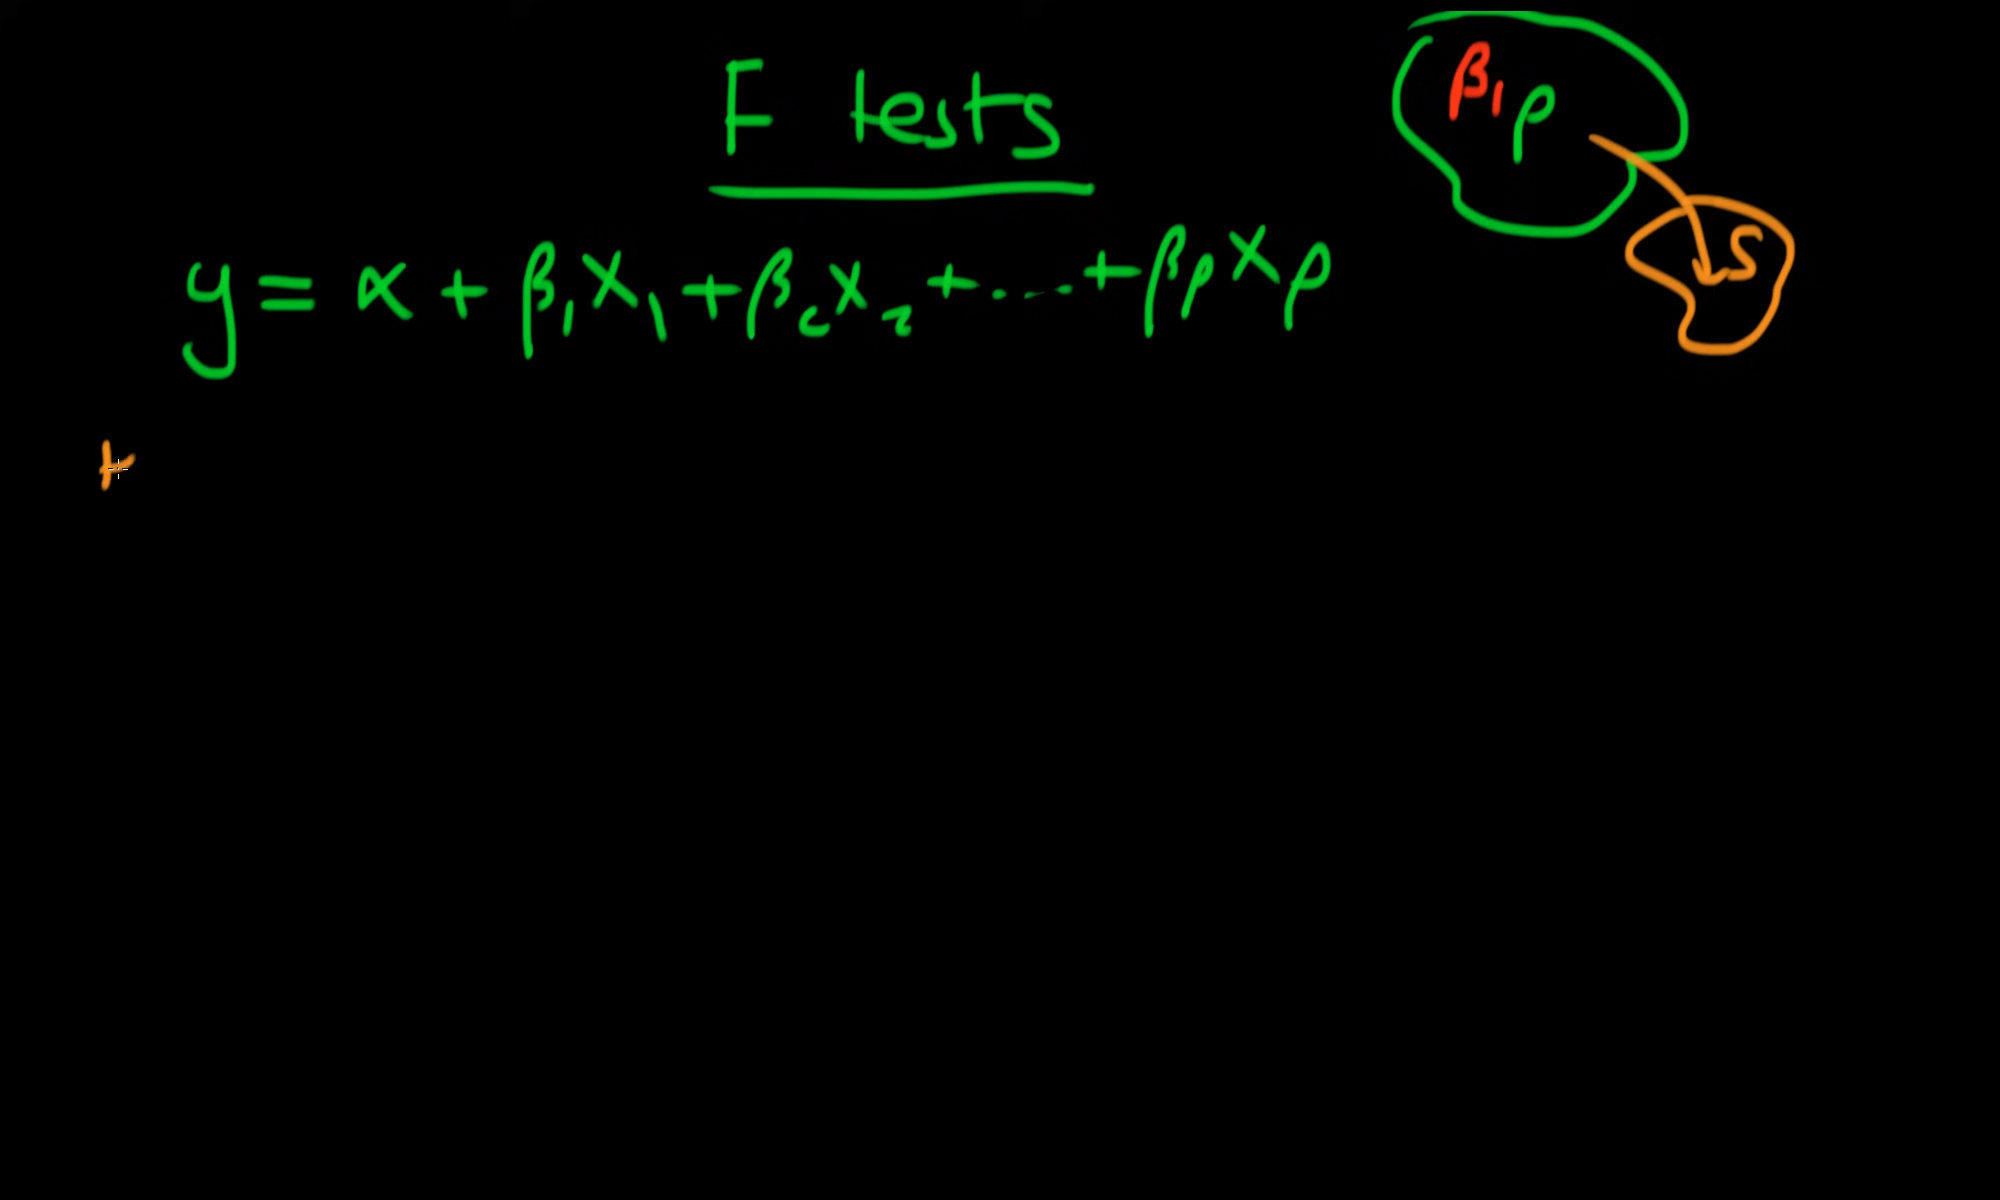 F tests
β₁ p
S
y = α + β₁x₁ + β₂x₂ + ... + βₚxₚ
t